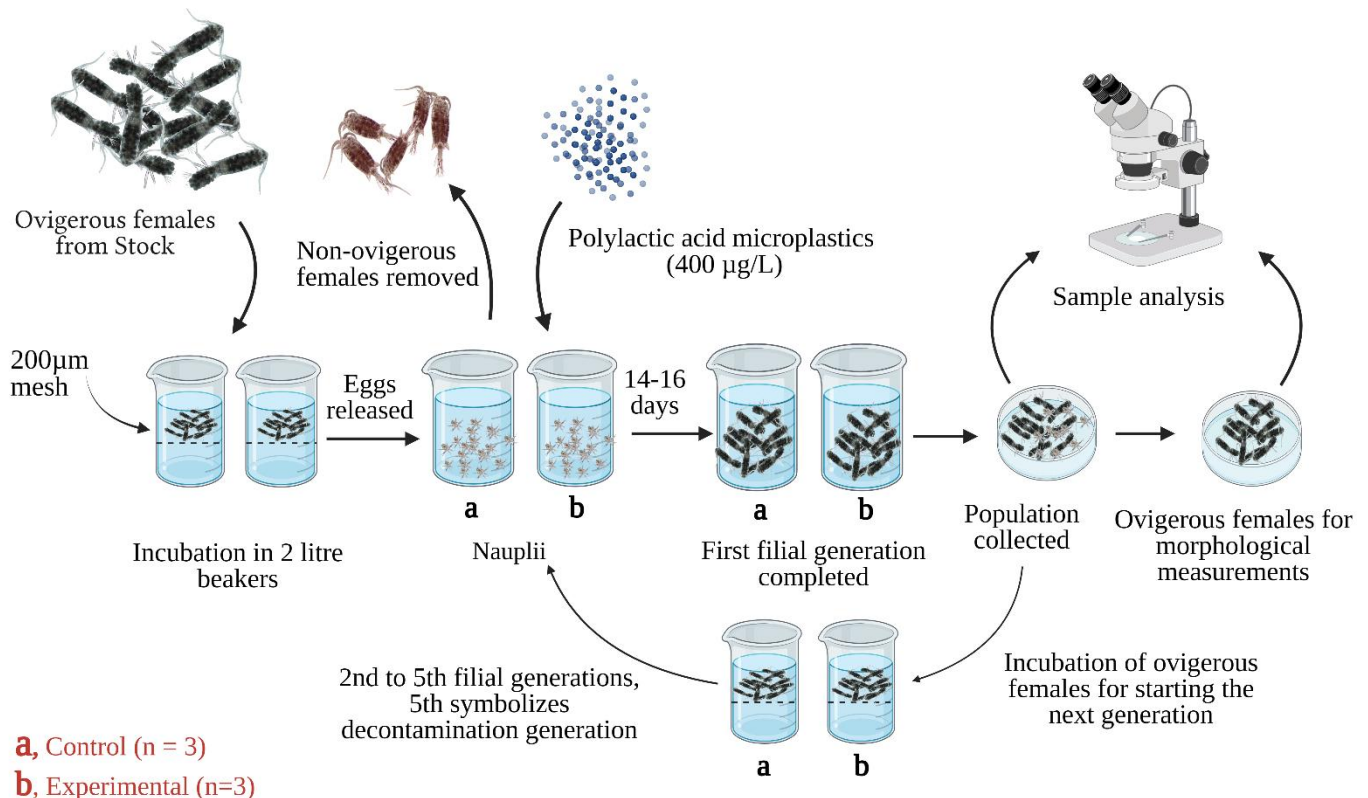 Ovigerous females
from Stock
Non-ovigerous
females removed
Polylactic acid microplastics
(400 µg/L)
Sample analysis
200µm
mesh
Eggs
released
14-16
days
a
b
a
b
Incubation in 2 litre
beakers
Nauplii
First filial generation
completed
Population
collected
Ovigerous females for
morphological
measurements
2nd to 5th filial generations,
5th symbolizes
decontamination generation
Incubation of ovigerous
females for starting the
next generation
a
b
a, Control (n = 3)
b, Experimental (n=3)